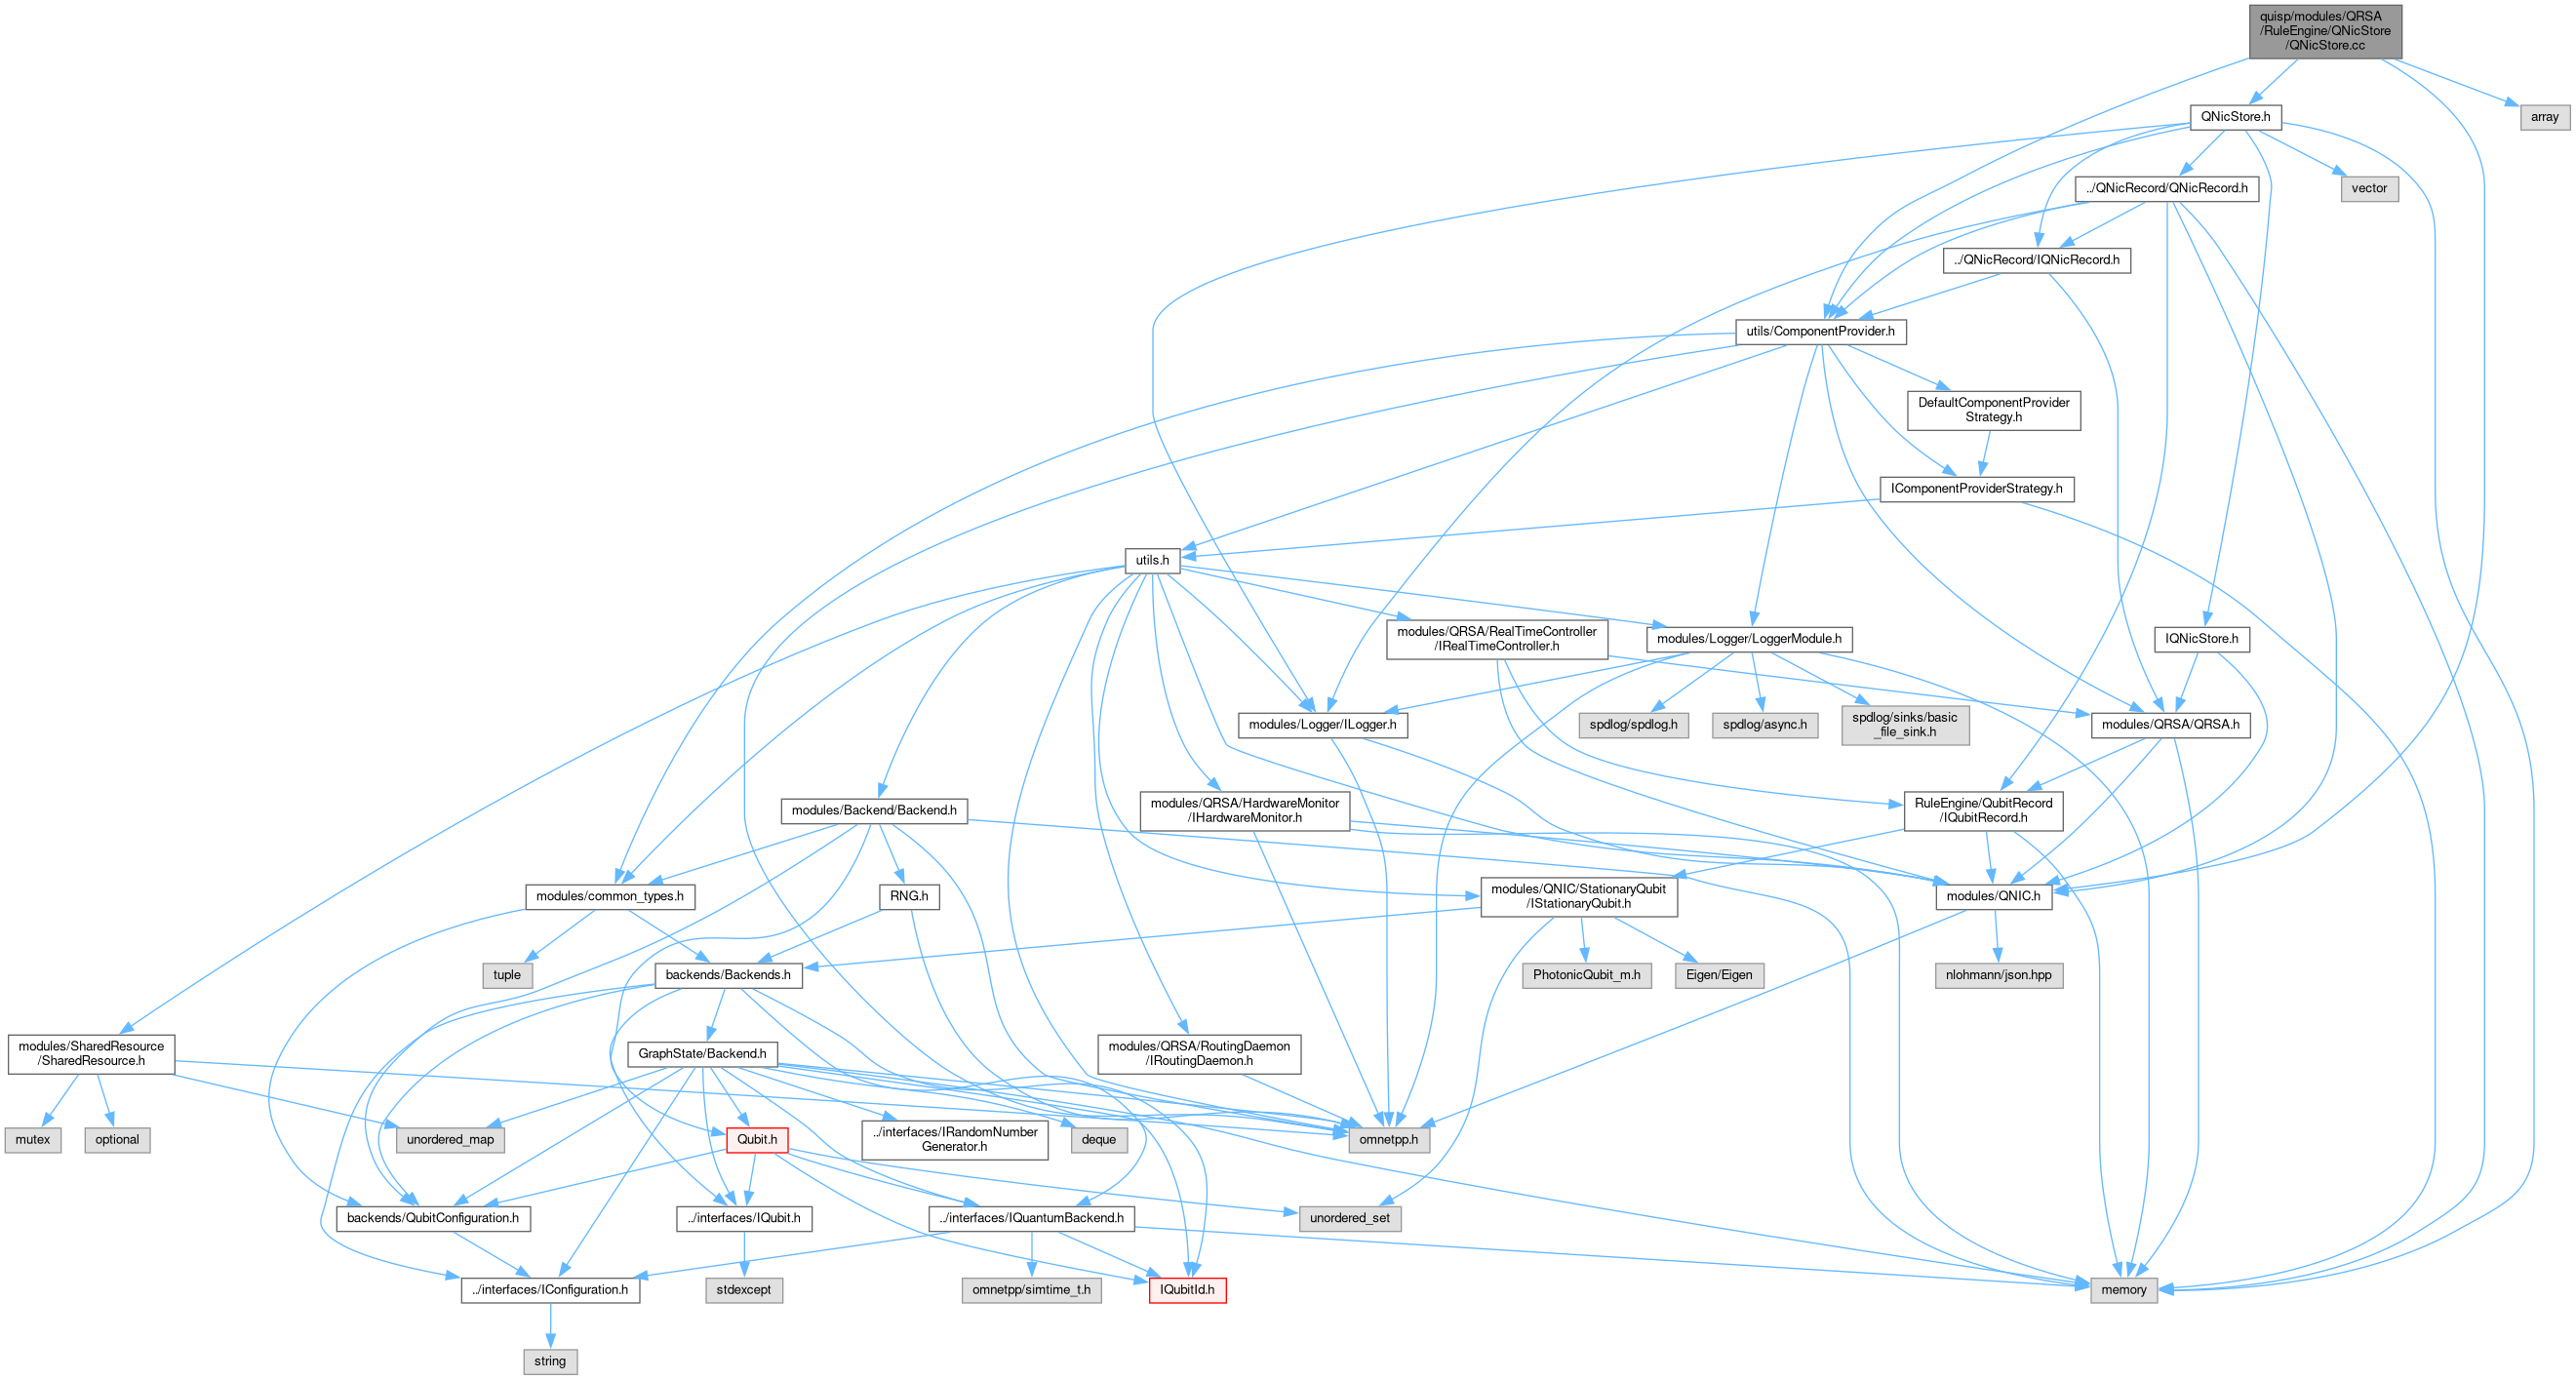 quisp/modules/QRSA
/RuleEngine/QNicStore
/QNicStore.cc
QNicStore.h
array
../QNicRecord/QNicRecord.h
vector
../QNicRecord/IQNicRecord.h
utils/ComponentProvider.h
DefaultComponentProvider
Strategy.h
IComponentProviderStrategy.h
utils.h
modules/QRSA/RealTimeController
/IRealTimeController.h
modules/Logger/LoggerModule.h
IQNicStore.h
modules/Logger/ILogger.h
spdlog/spdlog.h
spdlog/async.h
spdlog/sinks/basic
_file_sink.h
modules/QRSA/QRSA.h
modules/Backend/Backend.h
modules/QRSA/HardwareMonitor
/IHardwareMonitor.h
RuleEngine/QubitRecord
/IQubitRecord.h
modules/common_types.h
RNG.h
modules/QNIC/StationaryQubit
/IStationaryQubit.h
modules/QNIC.h
tuple
backends/Backends.h
PhotonicQubit_m.h
Eigen/Eigen
nlohmann/json.hpp
modules/SharedResource
/SharedResource.h
GraphState/Backend.h
modules/QRSA/RoutingDaemon
/IRoutingDaemon.h
mutex
optional
unordered_map
Qubit.h
../interfaces/IRandomNumber
Generator.h
deque
omnetpp.h
backends/QubitConfiguration.h
../interfaces/IQubit.h
../interfaces/IQuantumBackend.h
unordered_set
../interfaces/IConfiguration.h
stdexcept
omnetpp/simtime_t.h
IQubitId.h
memory
string